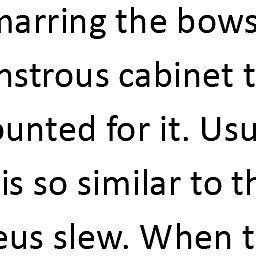 marring the bows
nstrous cabinet t
ounted for it. Usu
is so similar to th
eus slew. When t